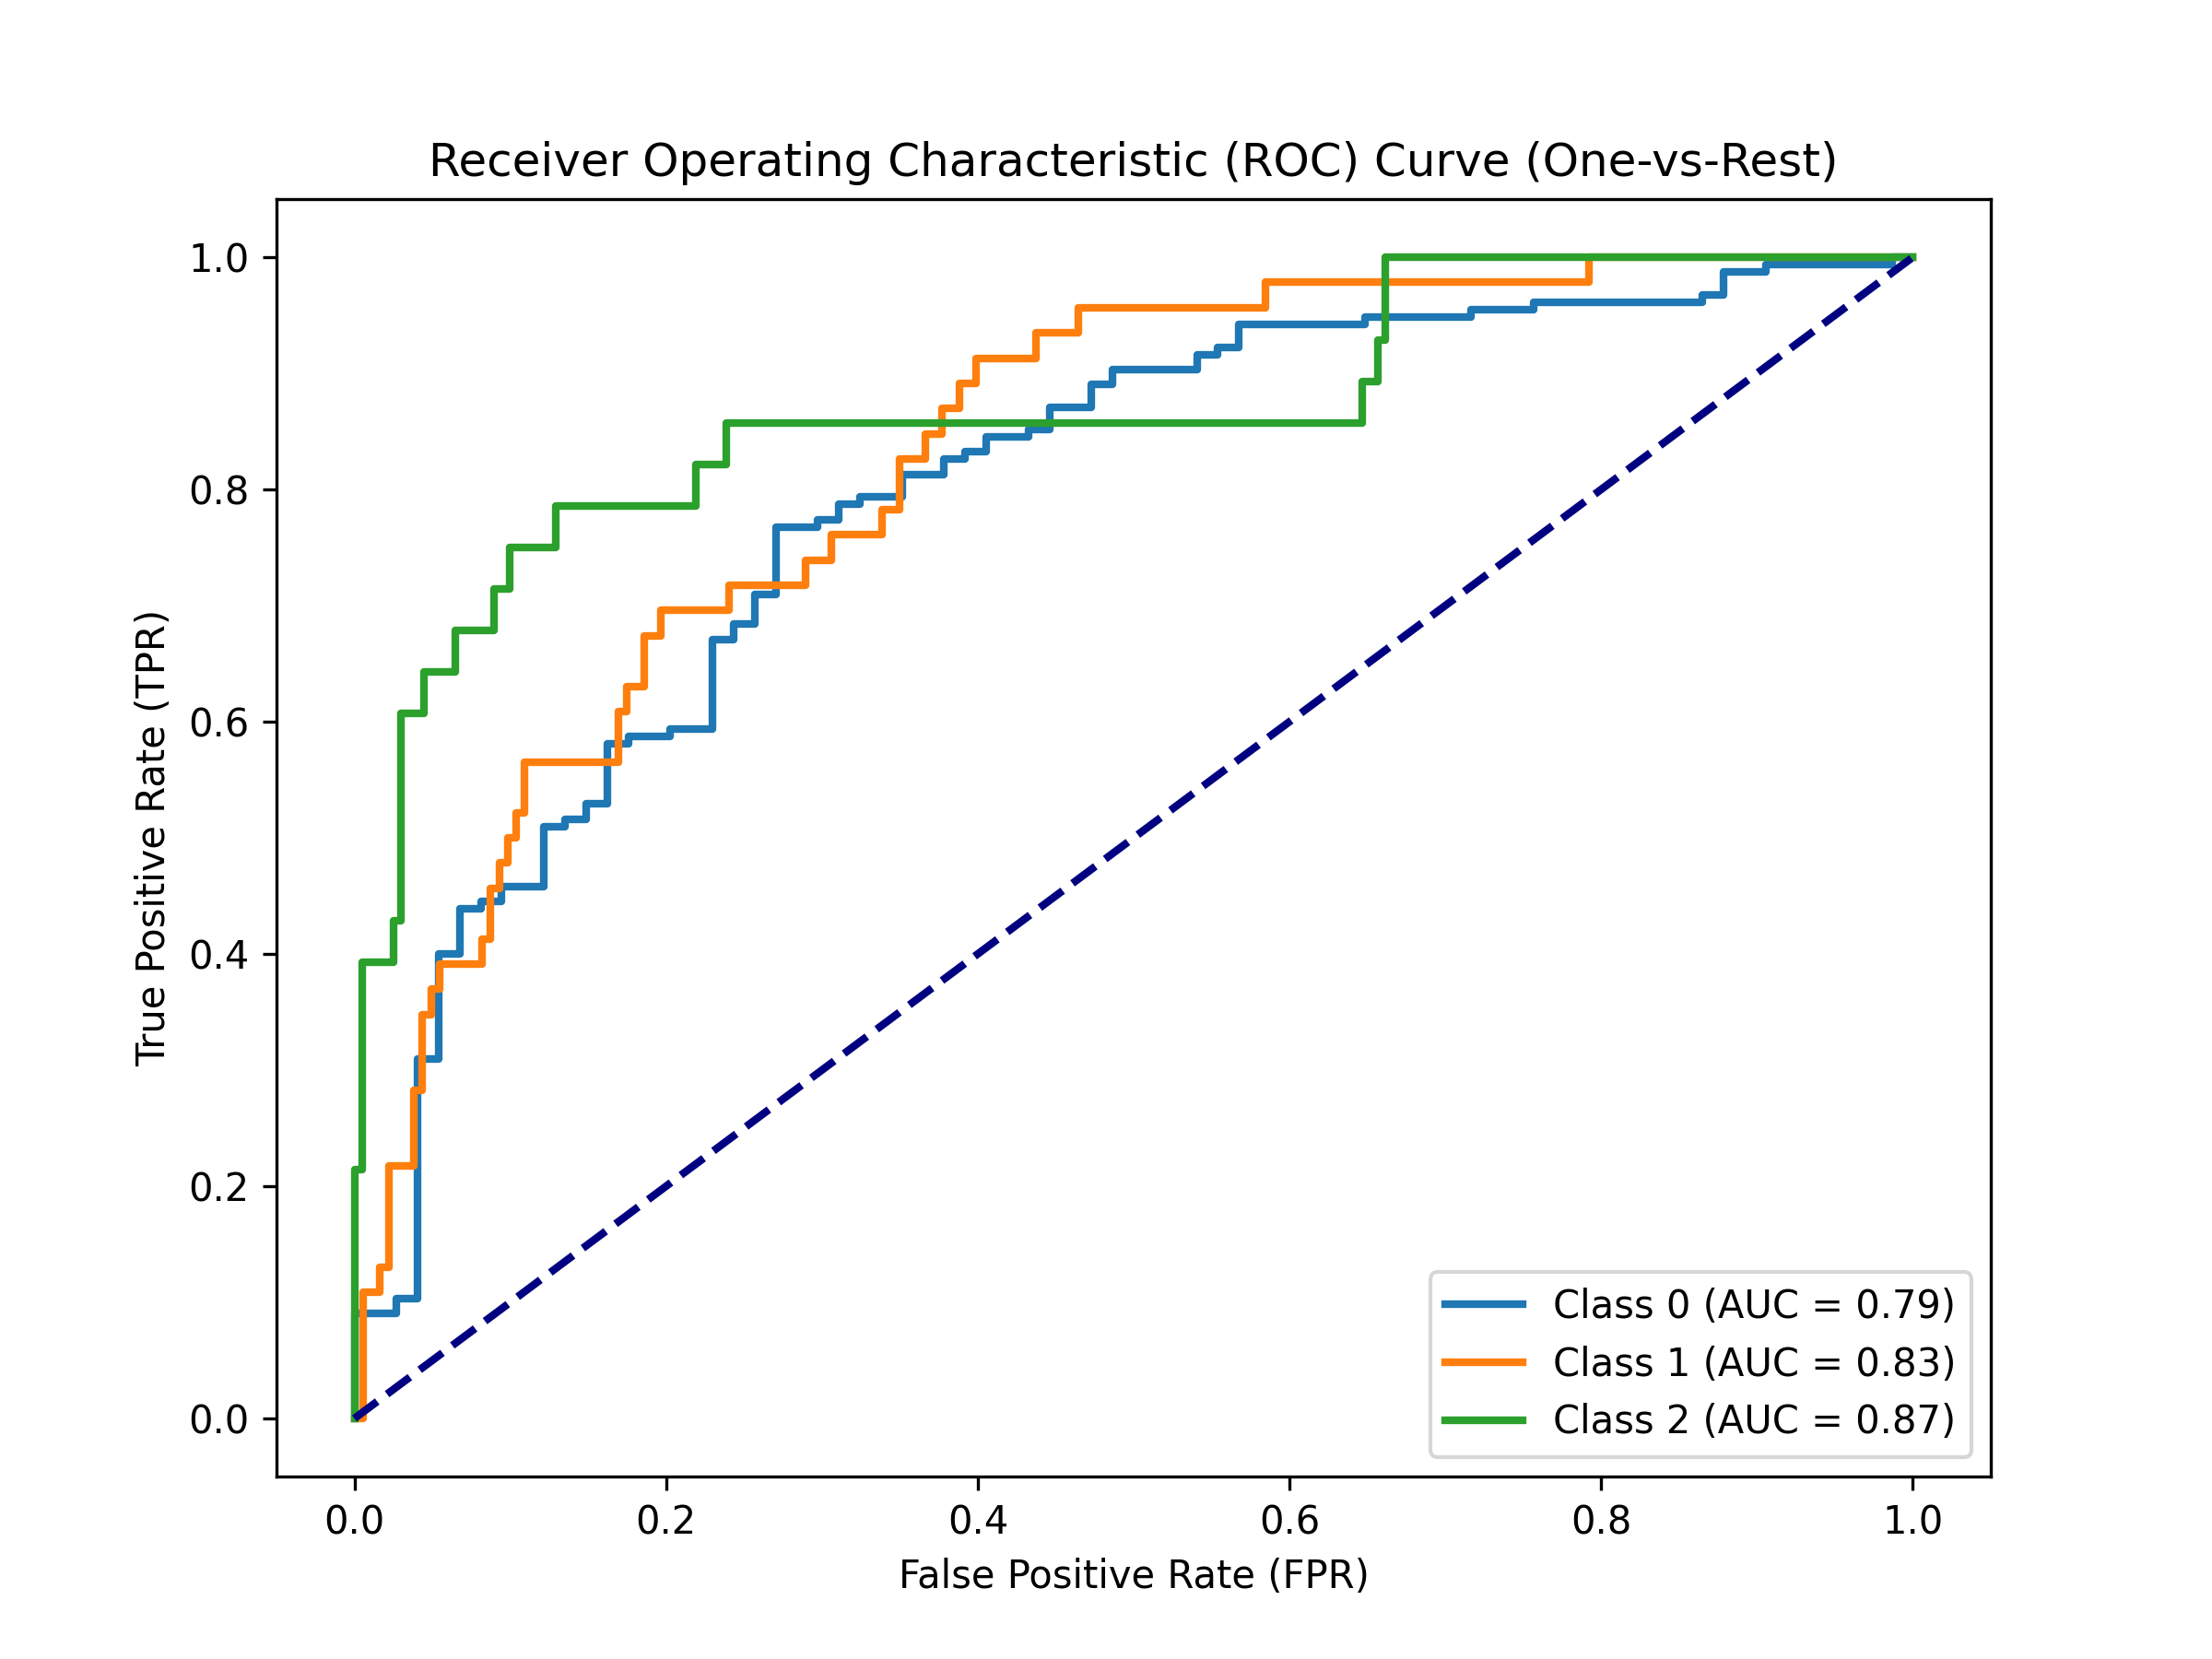 Receiver Operating Characteristic (ROC) Curve (One-vs-Rest)
1.0
0.8
0.6
0.4
0.2
0.0
True Positive Rate (TPR)
Class 0 (AUC = 0.79)
Class 1 (AUC = 0.83)
Class 2 (AUC = 0.87)
0.0 0.2 0.4 0.6 0.8 1.0
False Positive Rate (FPR)